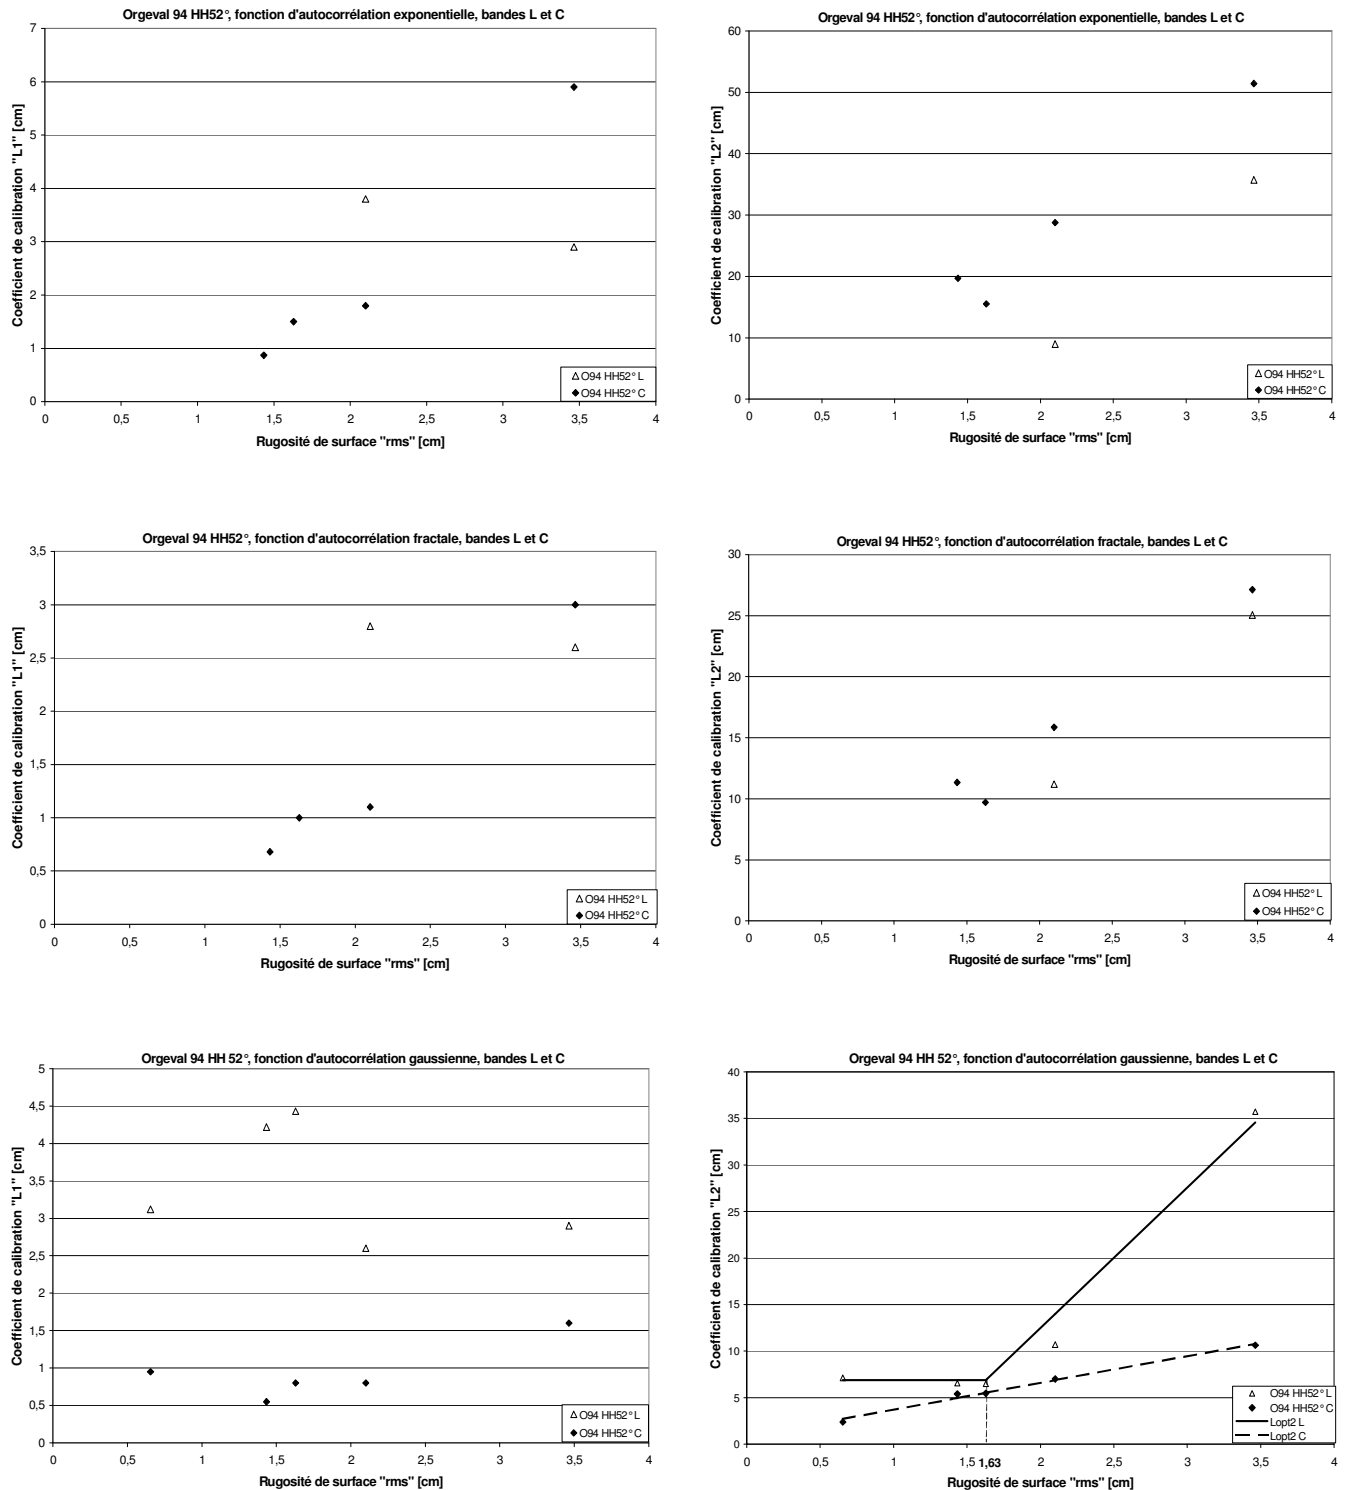 Orgeval 94 HH52°, fonction d'autocorrélation exponentielle, bandes L et C
Coefficient de calibration "L1" [cm]
7
6
5
4
3
2
1
0
0 0,5 1 1,5 2 2,5 3 3,5 4
Rugosité de surface "rms" [cm]
O94 HH52° L
O94 HH52° C
Orgeval 94 HH52°, fonction d'autocorrélation exponentielle, bandes L et C
Coefficient de calibration "L2" [cm]
60
50
40
30
20
10
0
0 0,5 1 1,5 2 2,5 3 3,5 4
Rugosité de surface "rms" [cm]
O94 HH52° L
O94 HH52° C
Orgeval 94 HH52°, fonction d'autocorrélation fractale, bandes L et C
Coefficient de calibration "L1" [cm]
3,5
3
2,5
2
1,5
1
0,5
0
0 0,5 1 1,5 2 2,5 3 3,5 4
Rugosité de surface "rms" [cm]
O94 HH52° L
O94 HH52° C
Orgeval 94 HH52°, fonction d'autocorrélation fractale, bandes L et C
Coefficient de calibration "L2" [cm]
30
25
20
15
10
5
0
0 0,5 1 1,5 2 2,5 3 3,5 4
Rugosité de surface "rms" [cm]
O94 HH52° L
O94 HH52° C
Orgeval 94 HH 52°, fonction d'autocorrélation gaussienne, bandes L et C
Coefficient de calibration "L1" [cm]
5
4,5
4
3,5
3
2,5
2
1,5
1
0,5
0
0 0,5 1 1,5 2 2,5 3 3,5 4
Rugosité de surface "rms" [cm]
O94 HH52° L
O94 HH52° C
Orgeval 94 HH 52°, fonction d'autocorrélation gaussienne, bandes L et C
Coefficient de calibration "L2" [cm]
40
35
30
25
20
15
10
5
0
0 0,5 1 1,5 1,63 2 2,5 3 3,5 4
Rugosité de surface "rms" [cm]
O94 HH52° L
O94 HH52° C
Lopt2 L
Lopt2 C